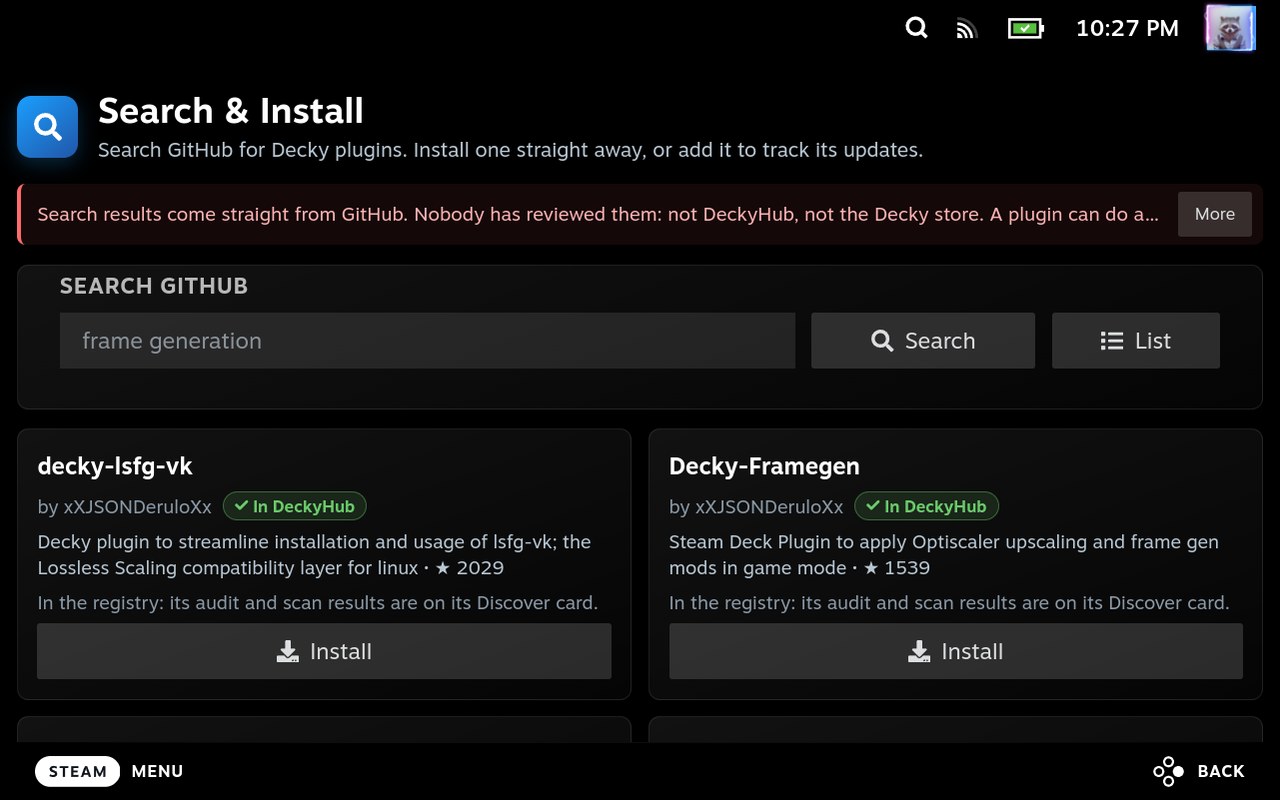 10:27 PM
Search & Install
Search GitHub for Decky plugins. Install one straight away, or add it to track its updates.
Search results come straight from GitHub. Nobody has reviewed them: not DeckyHub, not the Decky store. A plugin can do a...
More
SEARCH GITHUB
frame generation
Search
List
decky-lsfg-vk
by xXJSONDeruloXx
In DeckyHub
Decky plugin to streamline installation and usage of lsfg-vk; the
Lossless Scaling compatibility layer for linux · ★ 2029
In the registry: its audit and scan results are on its Discover card.
Install
Decky-Framegen
by xXJSONDeruloXx
In DeckyHub
Steam Deck Plugin to apply Optiscaler upscaling and frame gen
mods in game mode · ★ 1539
In the registry: its audit and scan results are on its Discover card.
Install
STEAM
MENU
BACK